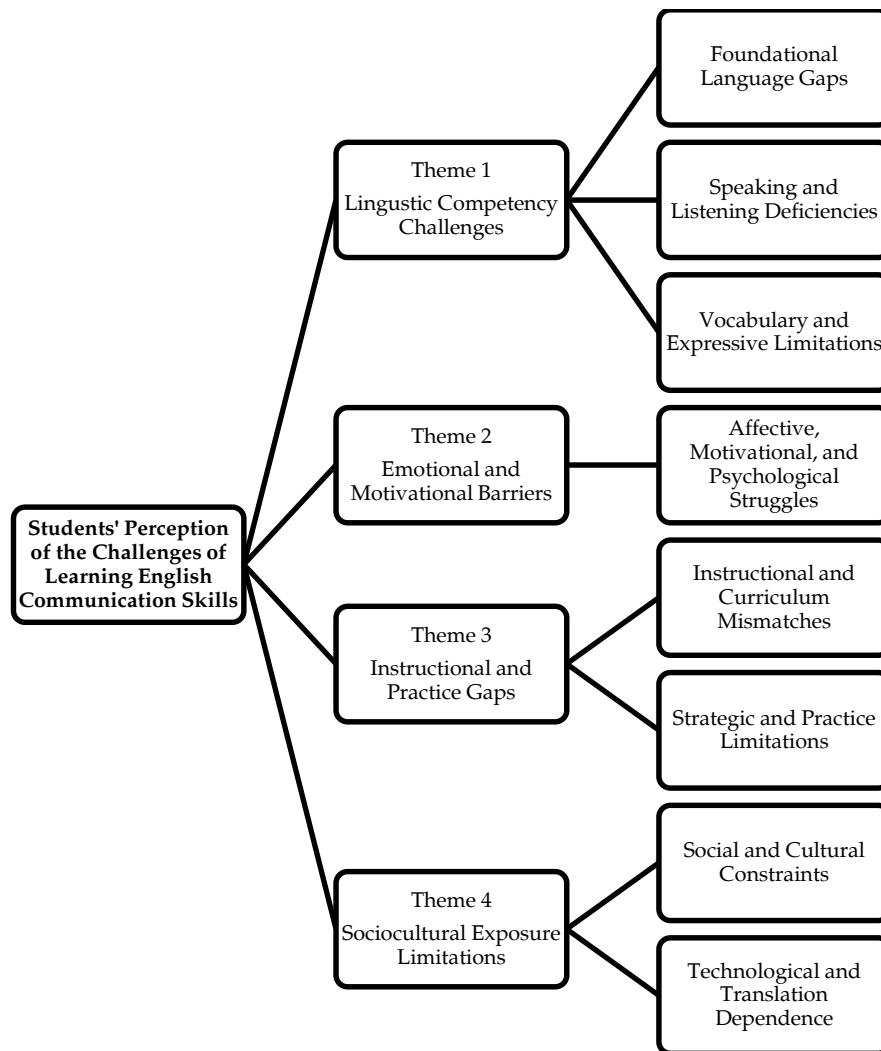 Students' Perception
of the Challenges of
Learning English
Communication Skills
Theme 1
Lingustic Competency
Challenges
Foundational
Language Gaps
Speaking and
Listening Deficiencies
Vocabulary and
Expressive Limitations
Theme 2
Emotional and
Motivational Barriers
Affective,
Motivational, and
Psychological
Struggles
Theme 3
Instructional and
Practice Gaps
Instructional and
Curriculum
Mismatches
Strategic and Practice
Limitations
Theme 4
Sociocultural Exposure
Limitations
Social and Cultural
Constraints
Technological and
Translation
Dependence